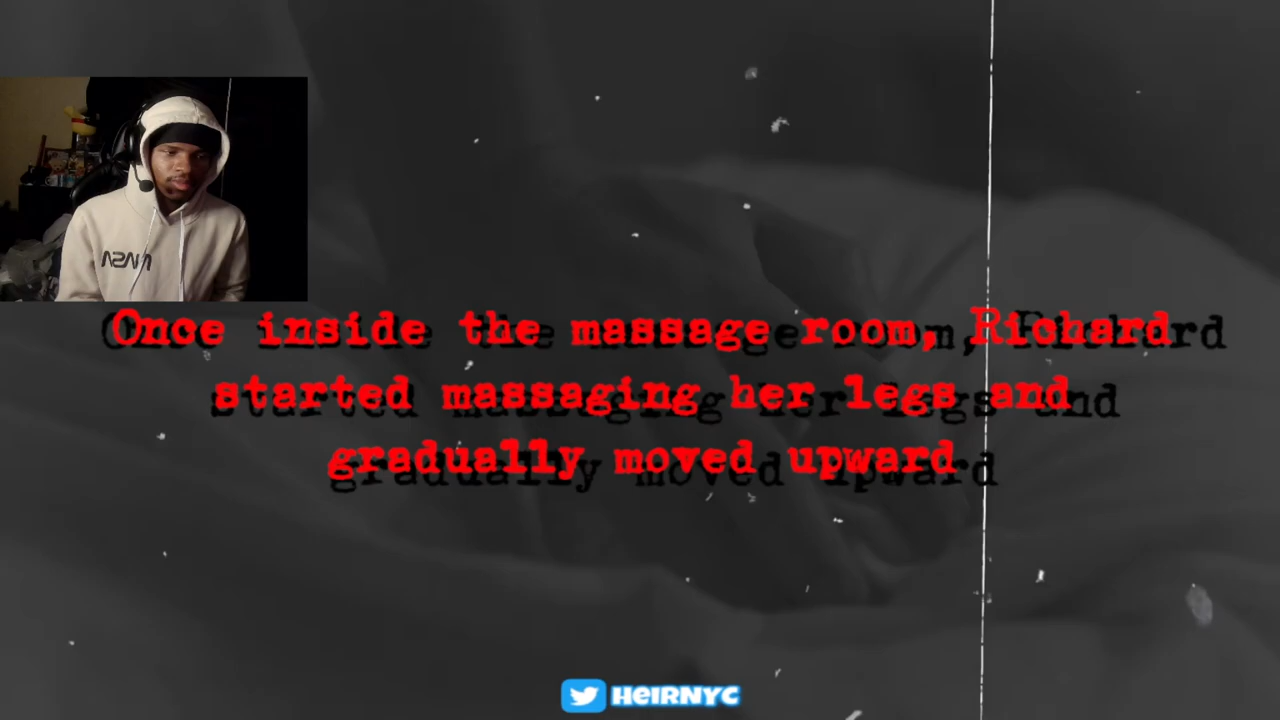 Once inside the massage room, Richard
started massaging her legs and
gradually moved upward
HEIRNYC